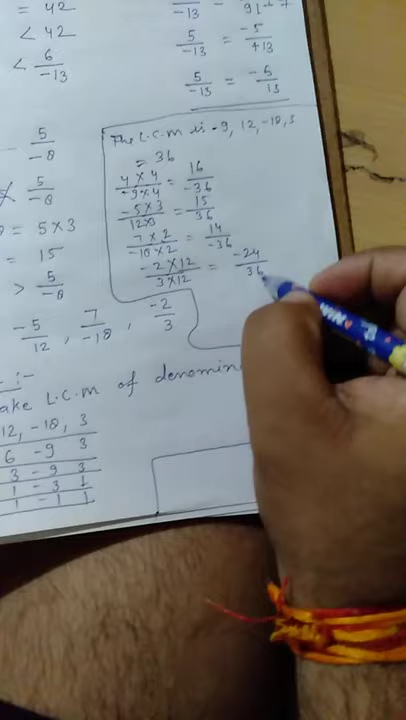 = 42
< 42
< 6/-13
5/-13 = -5/+13
5/-13 = -5/13
The L.C.M is -9, 12, -18, 3
= 36
4 × 4/-9 × 4 = 16/-36
-5 × 3/12 × 3 = 15/36
7 × 2/-18 × 2 = 14/-36
-2 × 12/3 × 12 = -24/36
5/-8
5/-8
= 5 × 3
= 15
> 5/-8
-5/12 , 7/-18 , -2/3
:-
ake L.C.M of denomin
12, -18, 3
6 -9 3
3 -9 3
1 -3 1
1 -1 1